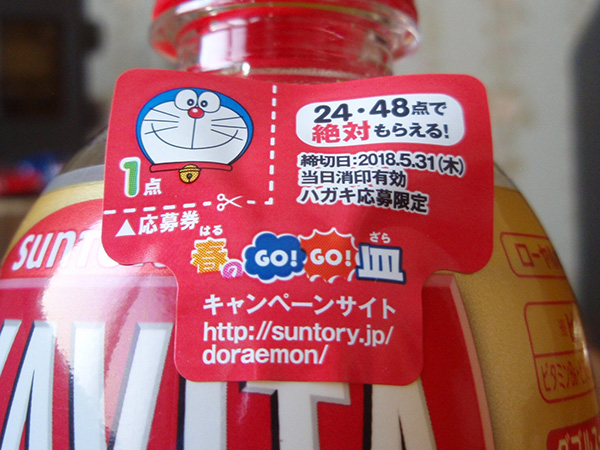 24・48点で
絶対もらえる!
締切日:2018.5.31(木)
当日消印有効
ハガキ応募限定
1点
▲応募券
はる
ざら
春のGO!GO!皿
キャンペーンサイト
http://suntory.jp/
doraemon/